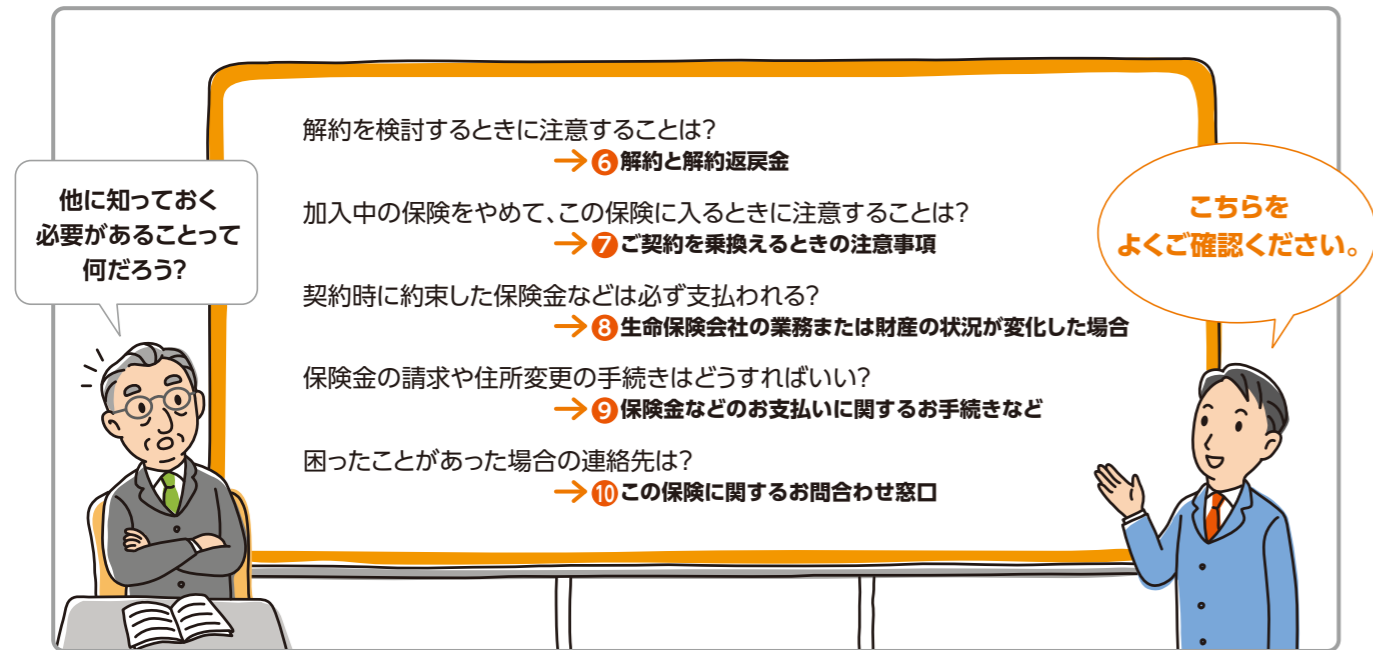 他に知っておく
必要があることって
何だろう?
解約を検討するときに注意することは?
→❻解約と解約返戻金
加入中の保険をやめて、この保険に入るときに注意することは?
→❼ご契約を乗換えるときの注意事項
契約時に約束した保険金などは必ず支払われる?
→❽生命保険会社の業務または財産の状況が変化した場合
保険金の請求や住所変更の手続きはどうすればいい?
→❾保険金などのお支払いに関するお手続きなど
困ったことがあった場合の連絡先は?
→❿この保険に関するお問合わせ窓口
こちらを
よくご確認ください。